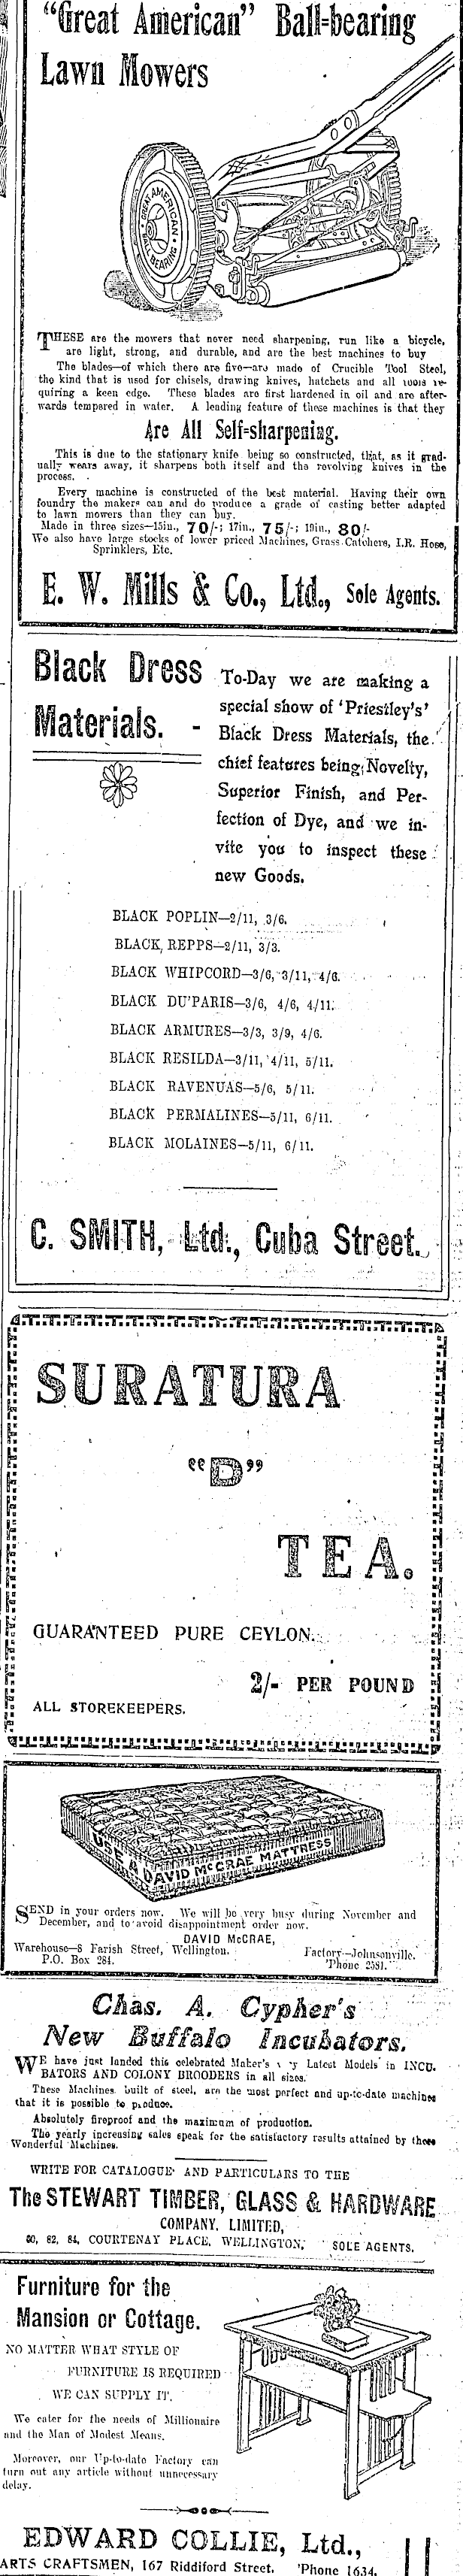 "Great American" Ball-bearing
Lawn Mowers
GREAT AMERICAN
BALL BEARING
THESE are the mowers that never need sharpening, run like a bicycle,
are light, strong, and durable, and are the best machines to buy
The blades—of which there are five—are made of Crucible Tool Steel,
the kind that is used for chisels, drawing knives, hatchets and all tools re-
quiring a keen edge. These blades are first hardened in oil and are after-
wards tempered in water. A leading feature of these machines is that they
Are All Self-sharpening.
This is due to the stationary knife being so constructed, that, as it grad-
ually wears away, it sharpens both itself and the revolving knives in the
process.
Every machine is constructed of the best material. Having their own
foundry the makers can and do produce a grade of casting better adapted
to lawn mowers than they can buy.
Made in three sizes—15in., 70/-; 17in., 75/-; 19in., 80/-
We also have large stocks of lower priced Machines, Grass Catchers, I.R. Hose,
Sprinklers, Etc.
E. W. Mills & Co., Ltd., Sole Agents.
Black Dress
Materials. -
To-Day we are making a
special show of 'Priestley's'
Black Dress Materials, the
chief features being Novelty,
Superior Finish, and Per-
fection of Dye, and we in-
vite you to inspect these
new Goods.
BLACK POPLIN—2/11, 3/6.
BLACK REPPS—2/11, 3/3.
BLACK WHIPCORD—3/6, 3/11, 4/6.
BLACK DU'PARIS—3/6, 4/6, 4/11.
BLACK ARMURES—3/3, 3/9, 4/6.
BLACK RESILDA—3/11, 4/11, 5/11.
BLACK RAVENUAS—5/6, 5/11.
BLACK PERMALINES—5/11, 6/11.
BLACK MOLAINES—5/11, 6/11.
C. SMITH, Ltd., Cuba Street.
SURATURA
"D"
TEA.
GUARANTEED PURE CEYLON.
2/- PER POUND
ALL STOREKEEPERS.
USE A DAVID McCRAE MATTRESS
SEND in your orders now. We will be very busy during November and
December, and to avoid disappointment order now.
DAVID McCRAE,
Warehouse—8 Farish Street, Wellington. Factory—Johnsonville.
P.O. Box 284. 'Phone 2581.
Chas. A. Cypher's
New Buffalo Incubators.
WE have just landed this celebrated Maker's Latest Models in INCU-
BATORS AND COLONY BROODERS in all sizes.
These Machines, built of steel, are the most perfect and up-to-date machines
that it is possible to produce.
Absolutely fireproof and the maximum of production.
The yearly increasing sales speak for the satisfactory results attained by these
Wonderful Machines.
WRITE FOR CATALOGUE AND PARTICULARS TO THE
The STEWART TIMBER, GLASS & HARDWARE
COMPANY, LIMITED,
80, 82, 84, COURTENAY PLACE, WELLINGTON, SOLE AGENTS.
Furniture for the
Mansion or Cottage.
NO MATTER WHAT STYLE OF
FURNITURE IS REQUIRED
WE CAN SUPPLY IT.
We cater for the needs of Millionaire
and the Man of Modest Means.
Moreover, our Up-to-date Factory can
turn out any article without unnecessary
delay.
EDWARD COLLIE, Ltd.,
ARTS CRAFTSMEN, 167 Riddiford Street. 'Phone 1634.